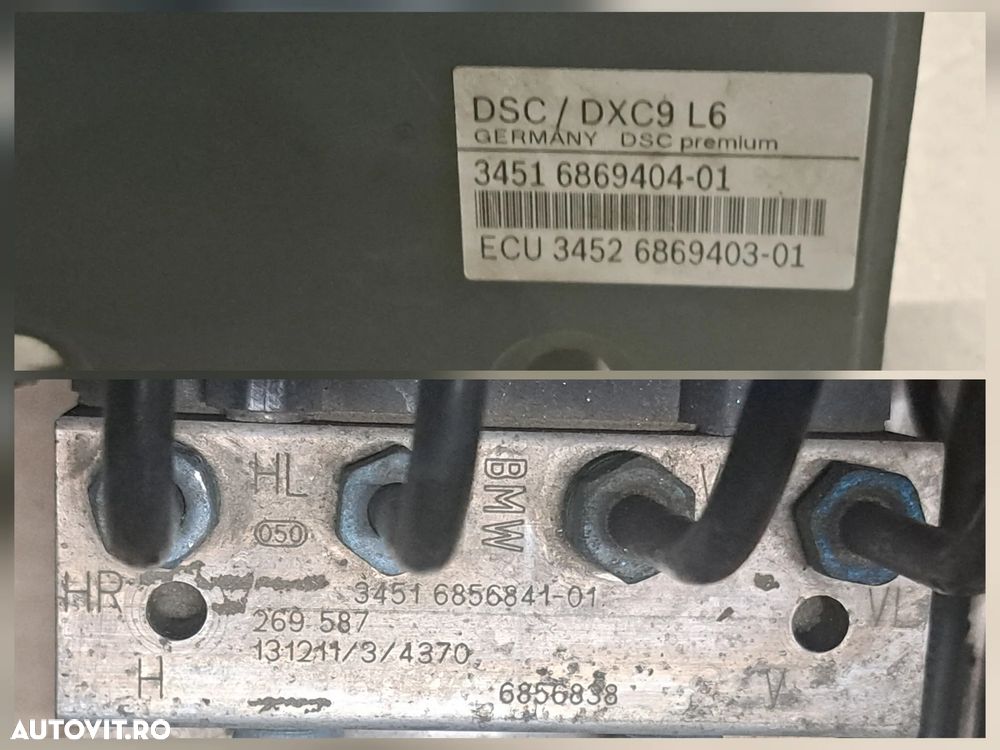 DSC / DXC9 L6
GERMANY DSC premium
3451 6869404-01
ECU 3452 6869403-01
HL
BMW
050
HR
3451 6856841-01
VL
269.587
131211/3/4370
H
6856838
V
AUTOVIT.RO